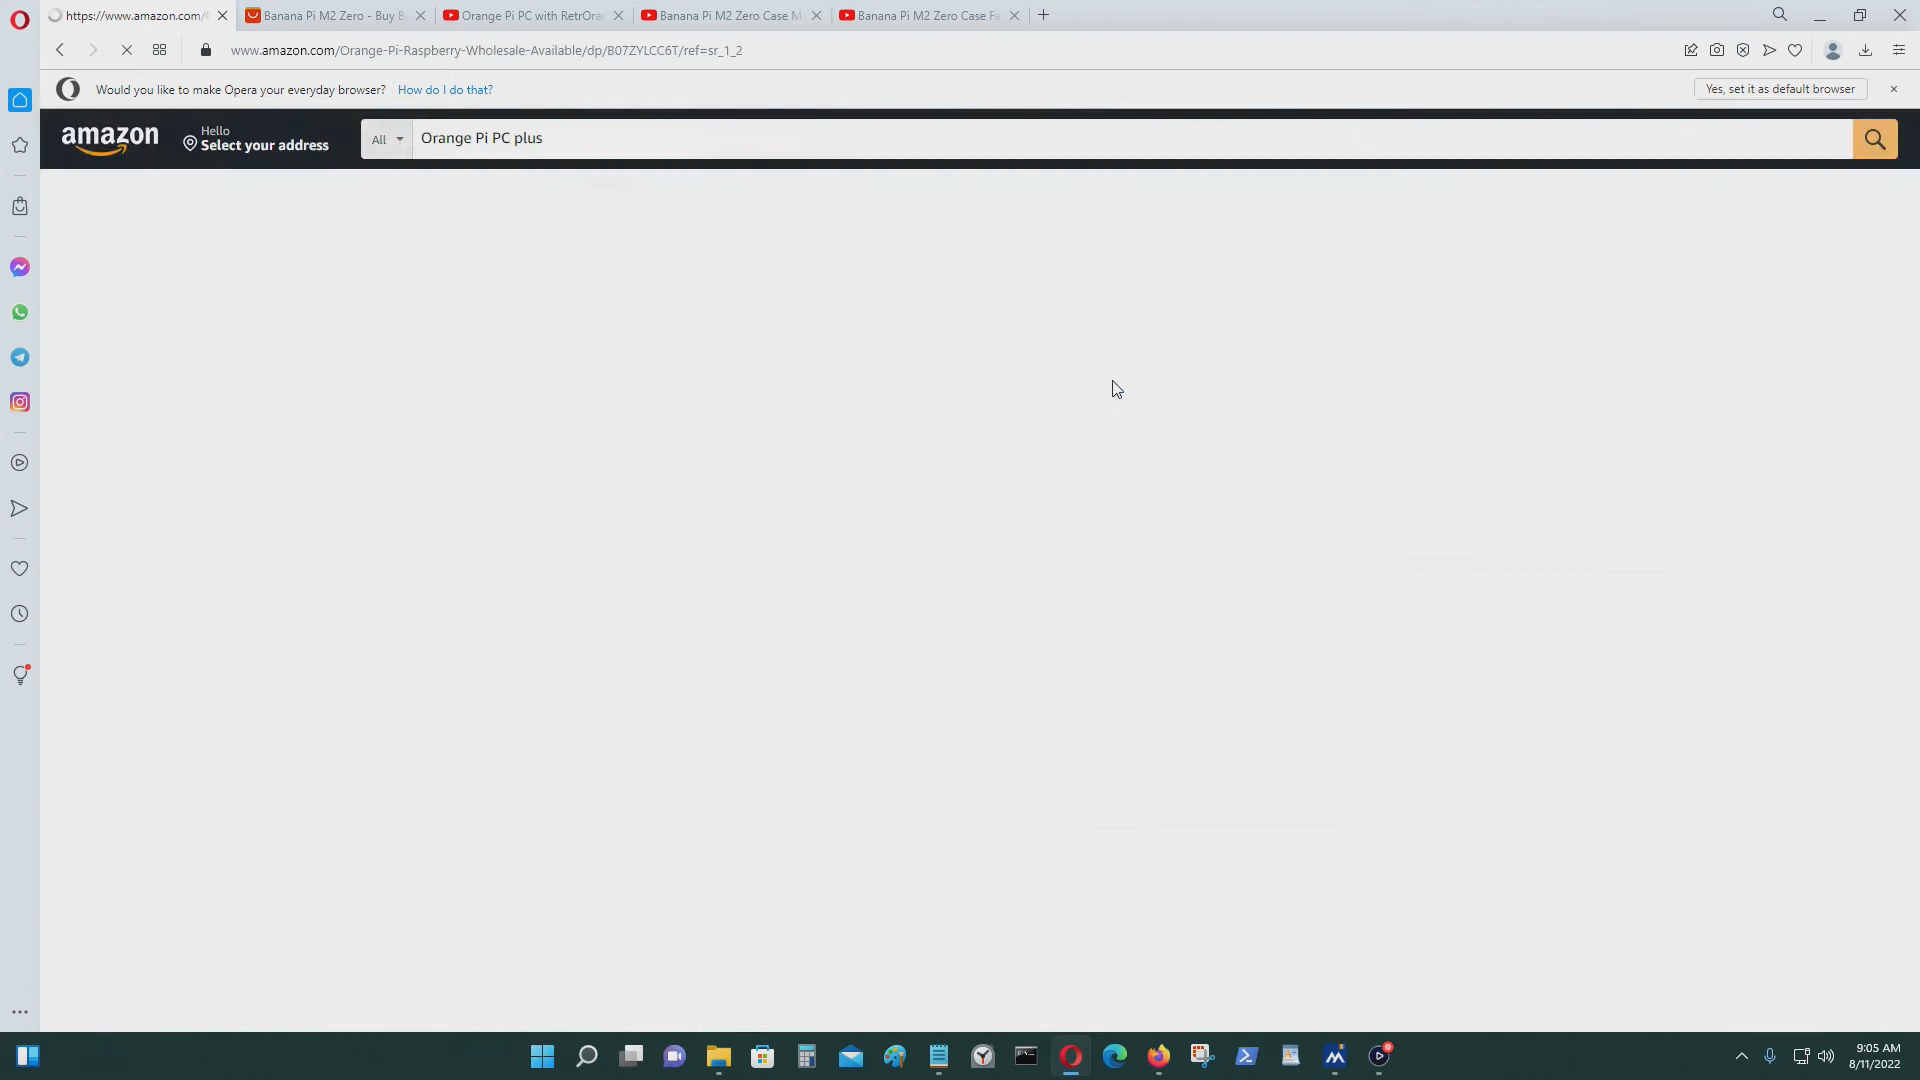 https://www.amazon.com/
Banana Pi M2 Zero - Buy B
Orange Pi PC with RetrOra
Banana Pi M2 Zero Case M
Banana Pi M2 Zero Case Fa
www.amazon.com/Orange-Pi-Raspberry-Wholesale-Available/dp/B07ZYLCC6T/ref=sr_1_2
Would you like to make Opera your everyday browser? How do I do that?
Yes, set it as default browser
amazon
Hello
Select your address
All
Orange Pi PC plus
9:05 AM
8/11/2022